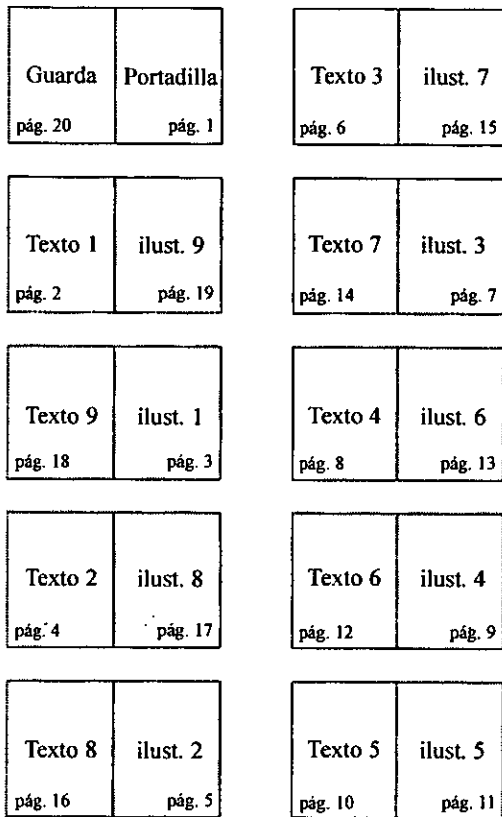 Guarda Portadilla
pág. 20 pág. 1
Texto 1 ilust. 9
pág. 2 pág. 19
Texto 9 ilust. 1
pág. 18 pág. 3
Texto 2 ilust. 8
pág. 4 pág. 17
Texto 8 ilust. 2
pág. 16 pág. 5
Texto 3 ilust. 7
pág. 6 pág. 15
Texto 7 ilust. 3
pág. 14 pág. 7
Texto 4 ilust. 6
pág. 8 pág. 13
Texto 6 ilust. 4
pág. 12 pág. 9
Texto 5 ilust. 5
pág. 10 pág. 11